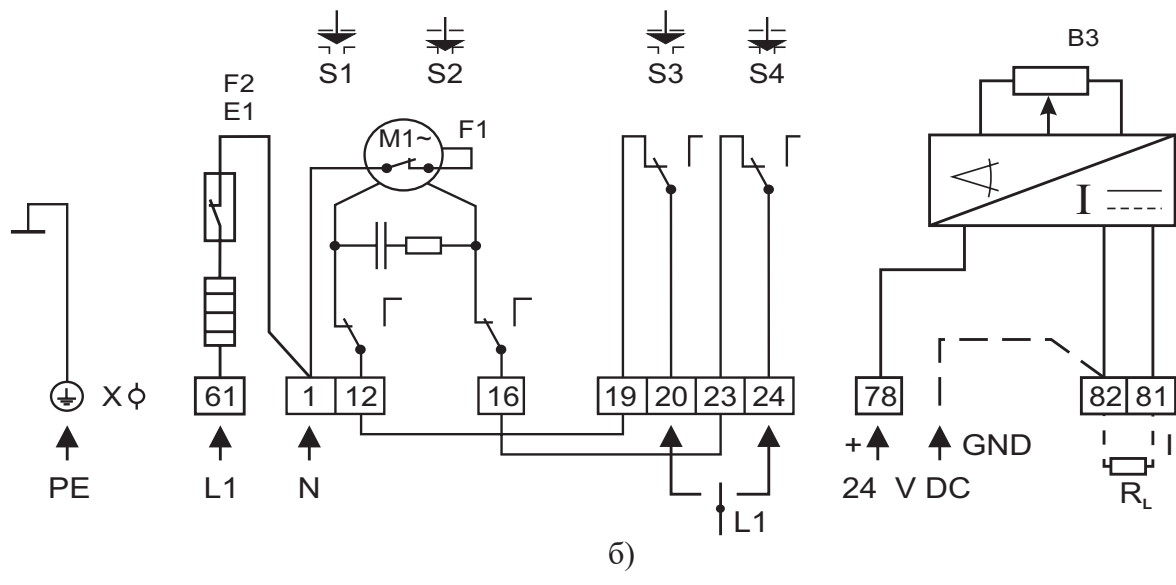 S1 S2 S3 S4 B3
F2
E1
M1~ F1
I
X 61 1 12 16 19 20 23 24 78 82 81
+ GND I
PE L1 N 24 V DC R_L
L1
б)